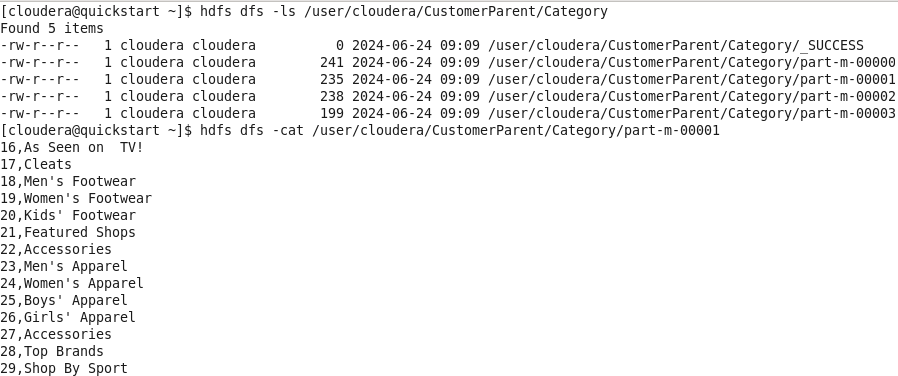 [cloudera@quickstart ~]$ hdfs dfs -ls /user/cloudera/CustomerParent/Category
Found 5 items
-rw-r--r--   1 cloudera cloudera          0 2024-06-24 09:09 /user/cloudera/CustomerParent/Category/_SUCCESS
-rw-r--r--   1 cloudera cloudera        241 2024-06-24 09:09 /user/cloudera/CustomerParent/Category/part-m-00000
-rw-r--r--   1 cloudera cloudera        235 2024-06-24 09:09 /user/cloudera/CustomerParent/Category/part-m-00001
-rw-r--r--   1 cloudera cloudera        238 2024-06-24 09:09 /user/cloudera/CustomerParent/Category/part-m-00002
-rw-r--r--   1 cloudera cloudera        199 2024-06-24 09:09 /user/cloudera/CustomerParent/Category/part-m-00003
[cloudera@quickstart ~]$ hdfs dfs -cat /user/cloudera/CustomerParent/Category/part-m-00001
16,As Seen on  TV!
17,Cleats
18,Men's Footwear
19,Women's Footwear
20,Kids' Footwear
21,Featured Shops
22,Accessories
23,Men's Apparel
24,Women's Apparel
25,Boys' Apparel
26,Girls' Apparel
27,Accessories
28,Top Brands
29,Shop By Sport